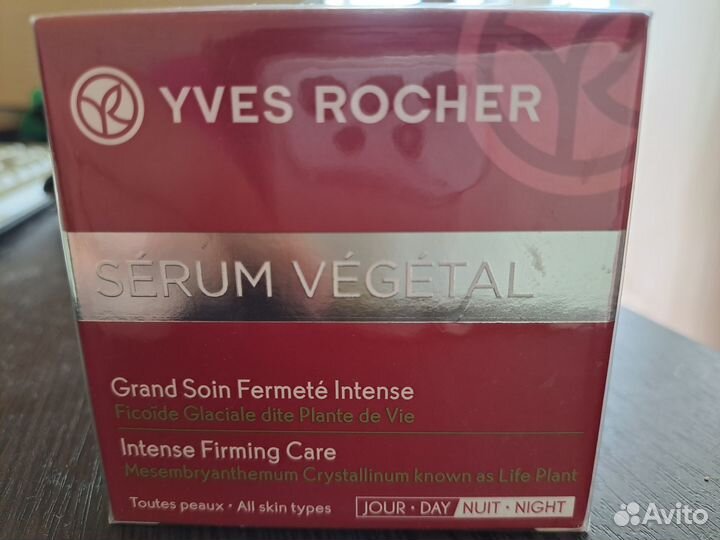 YVES ROCHER
SÉRUM VÉGÉTAL
Grand Soin Fermeté Intense
Ficoïde Glaciale dite Plante de Vie
Intense Firming Care
Mesembryanthemum Crystallinum known as Life Plant
Toutes peaux • All skin types JOUR • DAY NUIT • NIGHT
Avito